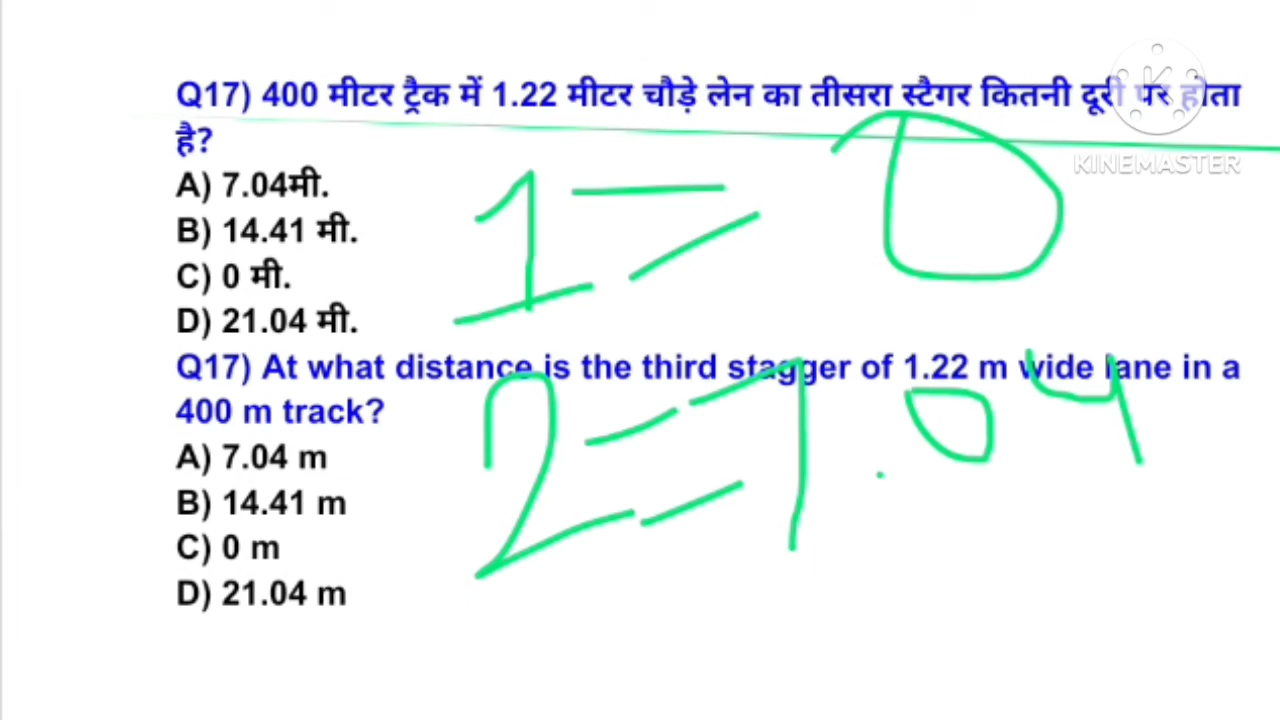 Q17) 400 मीटर ट्रैक में 1.22 मीटर चौड़े लेन का तीसरा स्टैगर कितनी दूरी पर होता
है?
KINEMASTER
A) 7.04मी.
B) 14.41 मी.
C) 0 मी.
D) 21.04 मी.
1 = 0
Q17) At what distance is the third stagger of 1.22 m wide lane in a
400 m track?
A) 7.04 m
B) 14.41 m
C) 0 m
D) 21.04 m
2 = 7.04